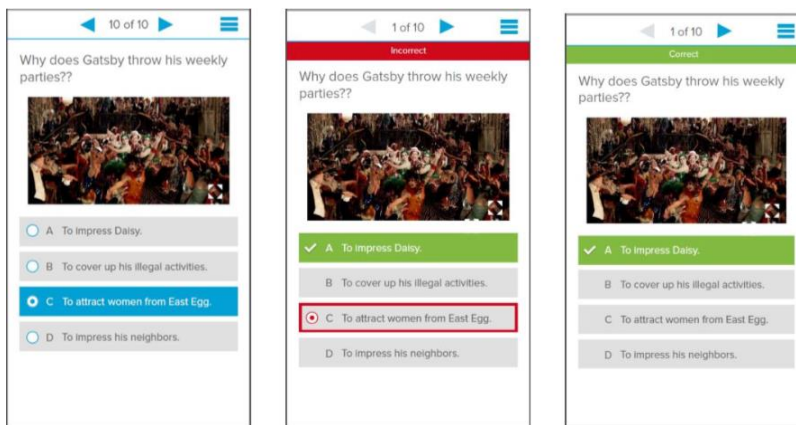 10 of 10
Why does Gatsby throw his weekly
parties??
A To impress Daisy.
B To cover up his illegal activities.
C To attract women from East Egg.
D To impress his neighbors.
1 of 10
Incorrect
Why does Gatsby throw his weekly
parties??
A To impress Daisy.
B To cover up his illegal activities.
C To attract women from East Egg.
D To impress his neighbors.
1 of 10
Correct
Why does Gatsby throw his weekly
parties??
A To Impress Daisy.
B To cover up his illegal activities.
C To attract women from East Egg.
D To impress his neighbors.